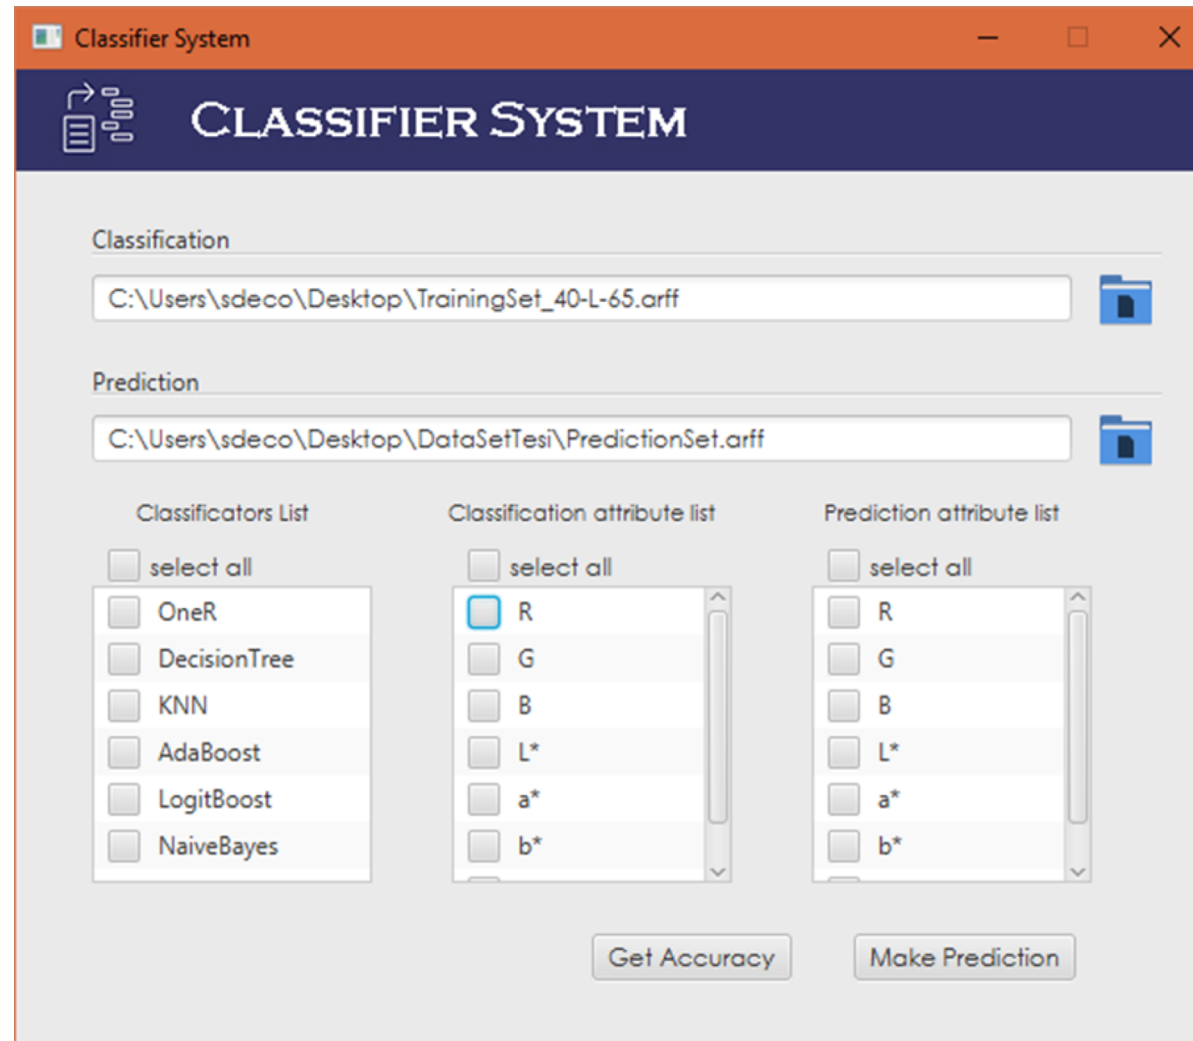 Classifier System
CLASSIFIER SYSTEM
Classification
C:\Users\sdeco\Desktop\TrainingSet_40-L-65.arff
Prediction
C:\Users\sdeco\Desktop\DataSetTesi\PredictionSet.arff
Classificators List
select all
OneR
DecisionTree
KNN
AdaBoost
LogitBoost
NaiveBayes
Classification attribute list
select all
R
G
B
L*
a*
b*
Prediction attribute list
select all
R
G
B
L*
a*
b*
Get Accuracy
Make Prediction